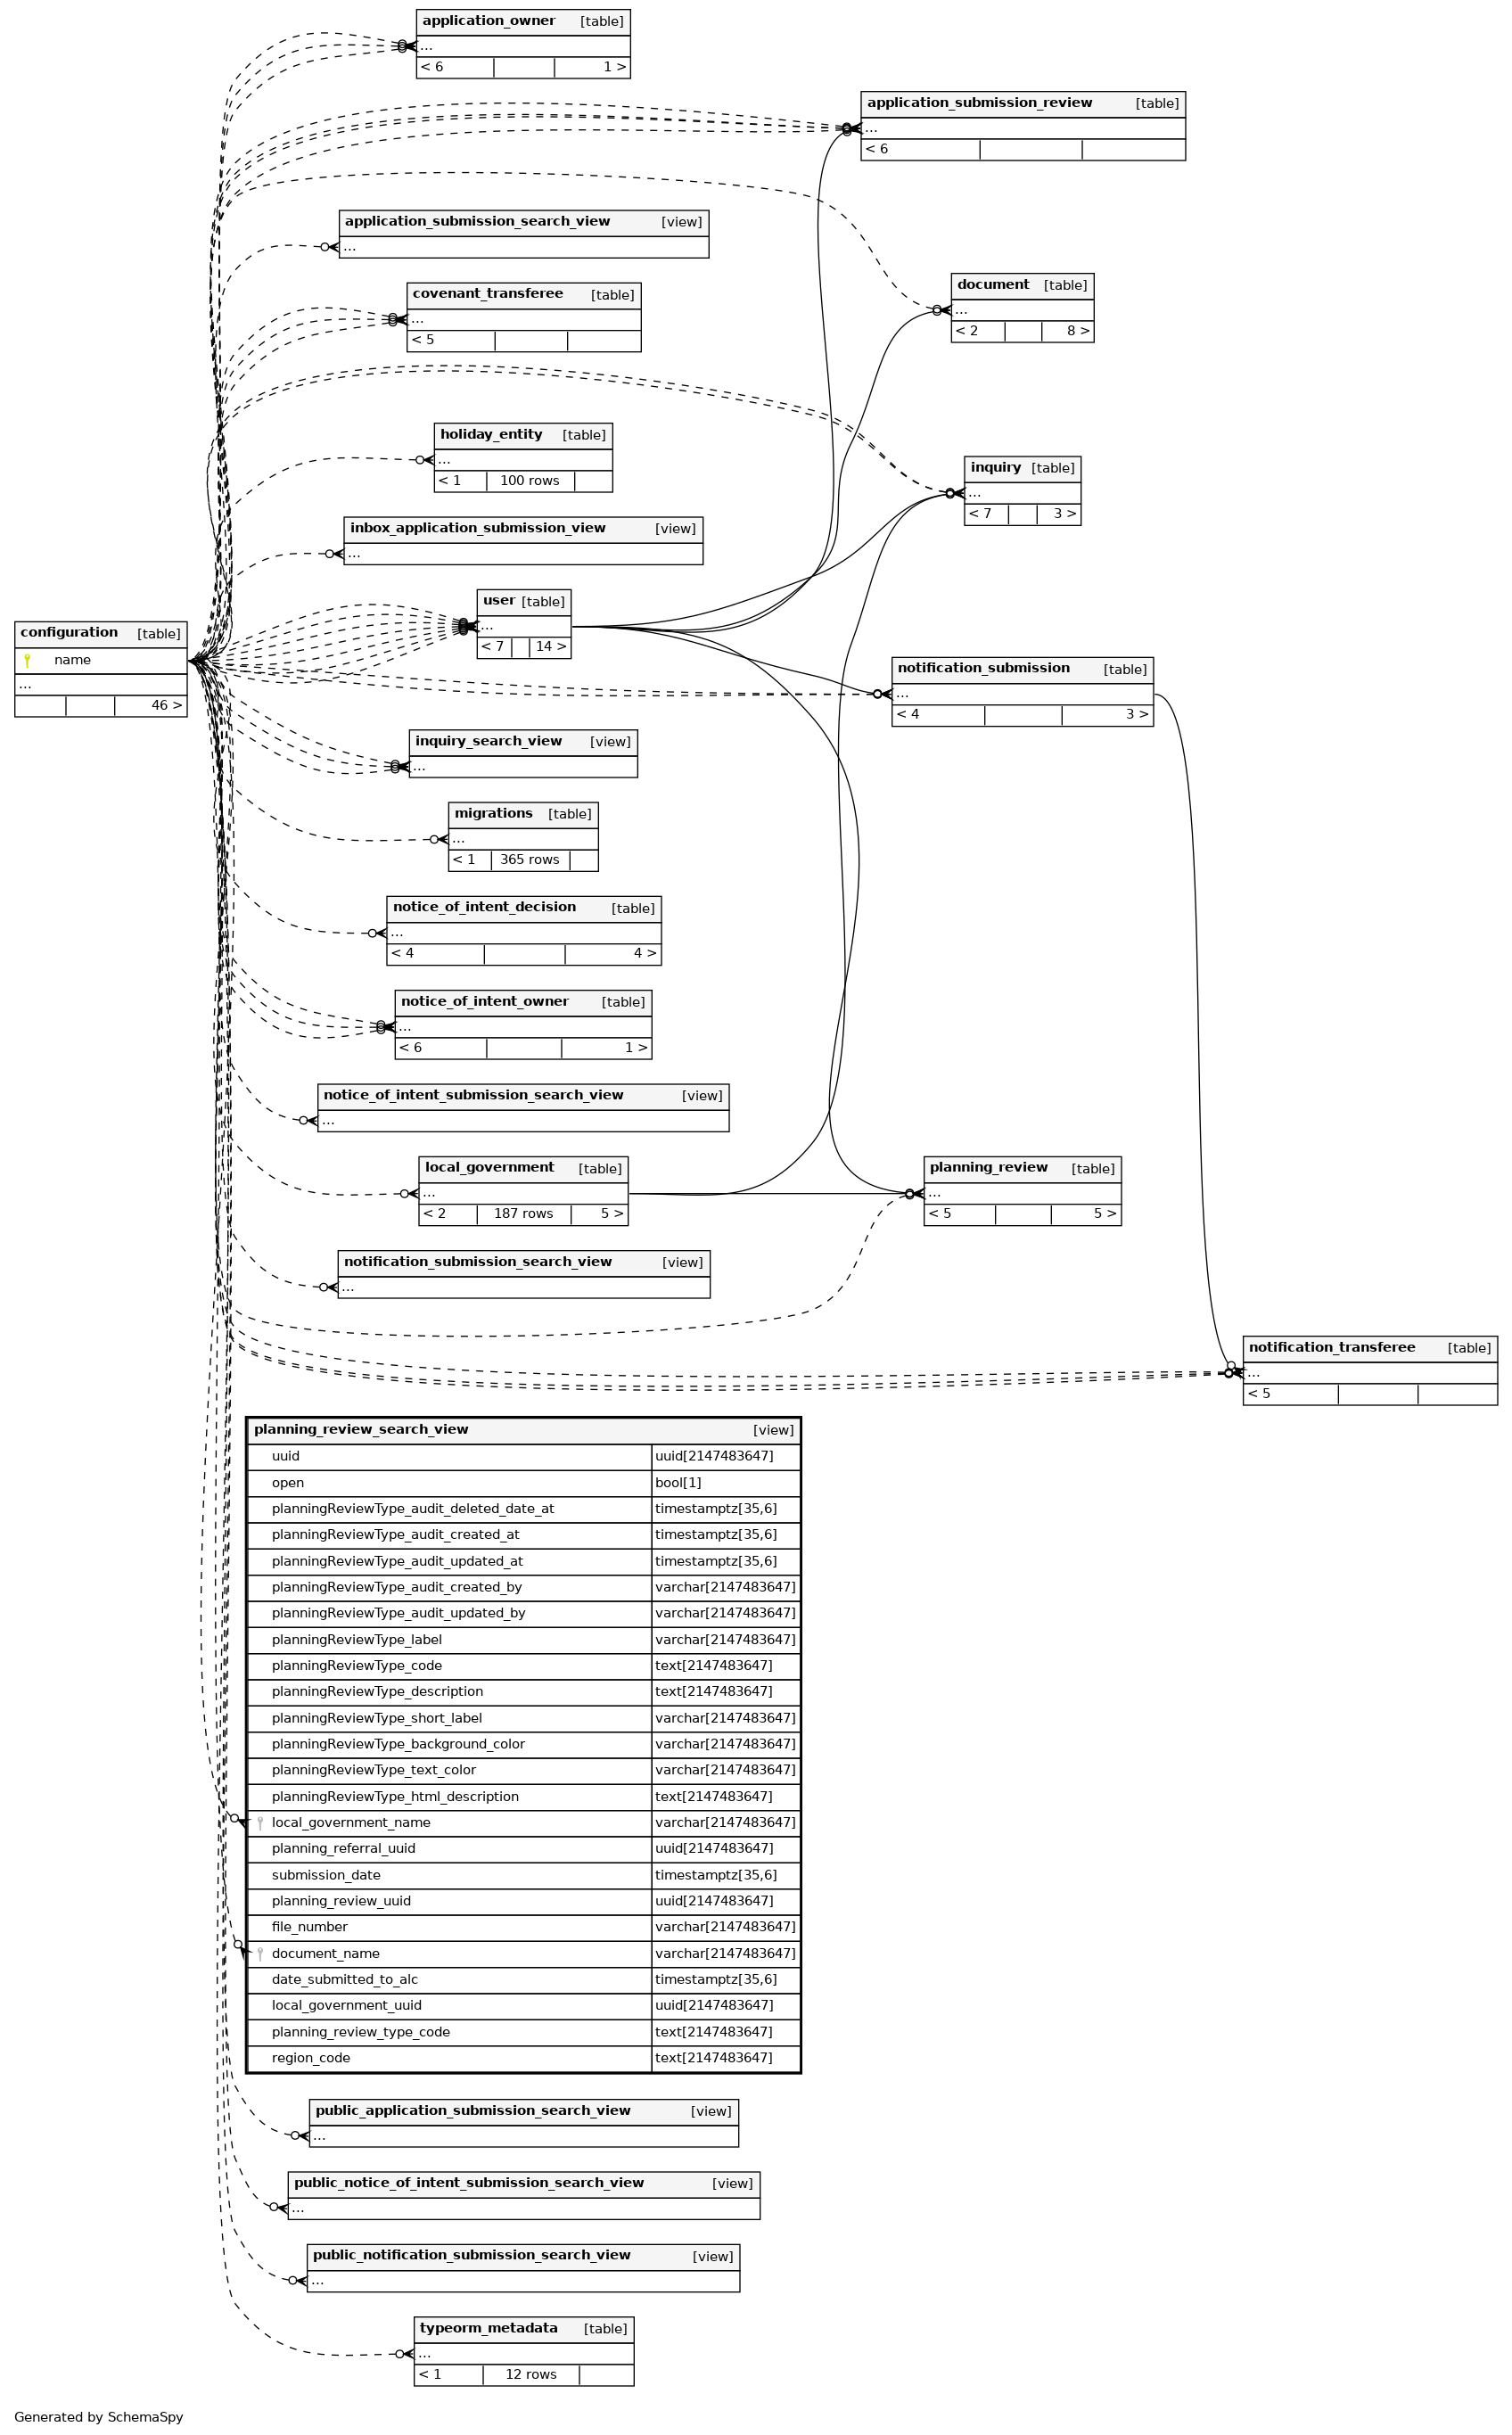 application_owner [table]
...
< 6 1 >
application_submission_review [table]
...
< 6
application_submission_search_view [view]
...
covenant_transferee [table]
...
< 5
document [table]
...
< 2 8 >
holiday_entity [table]
...
< 1 100 rows
inquiry [table]
...
< 7 3 >
inbox_application_submission_view [view]
...
user [table]
...
< 7 14 >
configuration [table]
name
...
46 >
notification_submission [table]
...
< 4 3 >
inquiry_search_view [view]
...
migrations [table]
...
< 1 365 rows
notice_of_intent_decision [table]
...
< 4 4 >
notice_of_intent_owner [table]
...
< 6 1 >
notice_of_intent_submission_search_view [view]
...
local_government [table]
...
< 2 187 rows 5 >
planning_review [table]
...
< 5 5 >
notification_submission_search_view [view]
...
notification_transferee [table]
...
< 5
planning_review_search_view [view]
uuid uuid[2147483647]
open bool[1]
planningReviewType_audit_deleted_date_at timestamptz[35,6]
planningReviewType_audit_created_at timestamptz[35,6]
planningReviewType_audit_updated_at timestamptz[35,6]
planningReviewType_audit_created_by varchar[2147483647]
planningReviewType_audit_updated_by varchar[2147483647]
planningReviewType_label varchar[2147483647]
planningReviewType_code text[2147483647]
planningReviewType_description text[2147483647]
planningReviewType_short_label varchar[2147483647]
planningReviewType_background_color varchar[2147483647]
planningReviewType_text_color varchar[2147483647]
planningReviewType_html_description text[2147483647]
local_government_name varchar[2147483647]
planning_referral_uuid uuid[2147483647]
submission_date timestamptz[35,6]
planning_review_uuid uuid[2147483647]
file_number varchar[2147483647]
document_name varchar[2147483647]
date_submitted_to_alc timestamptz[35,6]
local_government_uuid uuid[2147483647]
planning_review_type_code text[2147483647]
region_code text[2147483647]
public_application_submission_search_view [view]
...
public_notice_of_intent_submission_search_view [view]
...
public_notification_submission_search_view [view]
...
typeorm_metadata [table]
...
< 1 12 rows
Generated by SchemaSpy